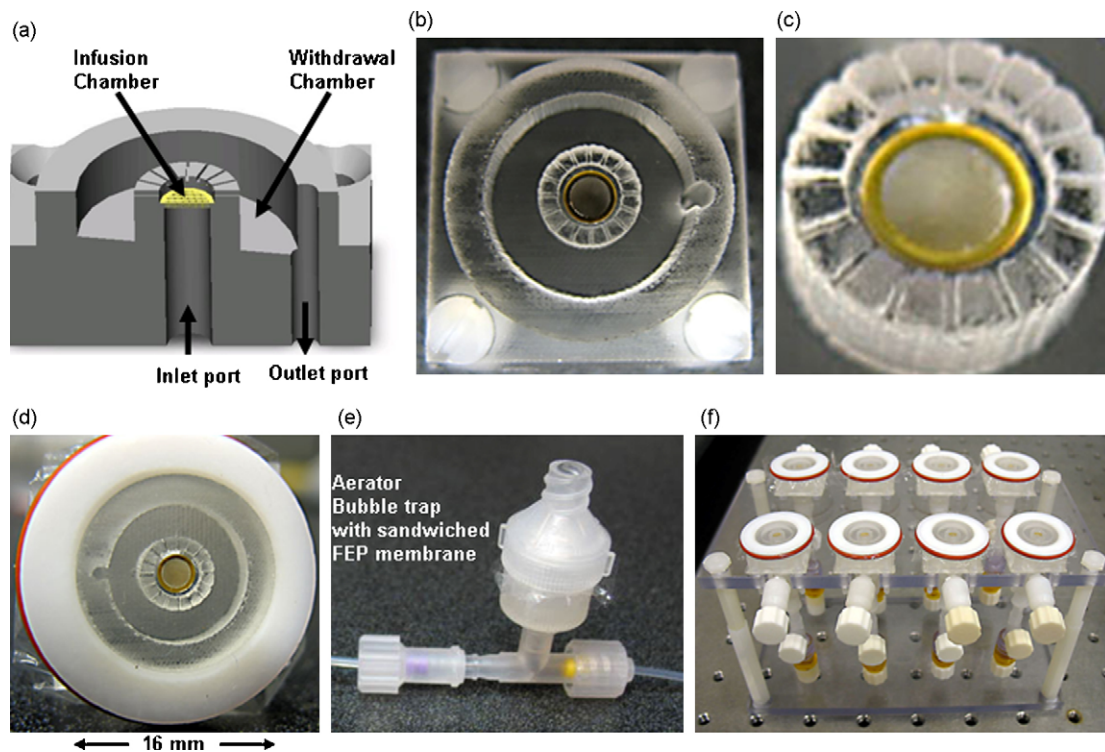 (a)
Infusion
Chamber
Withdrawal
Chamber
Inlet port
Outlet port
(b)
(c)
(d)
16 mm
(e)
Aerator
Bubble trap
with sandwiched
FEP membrane
(f)